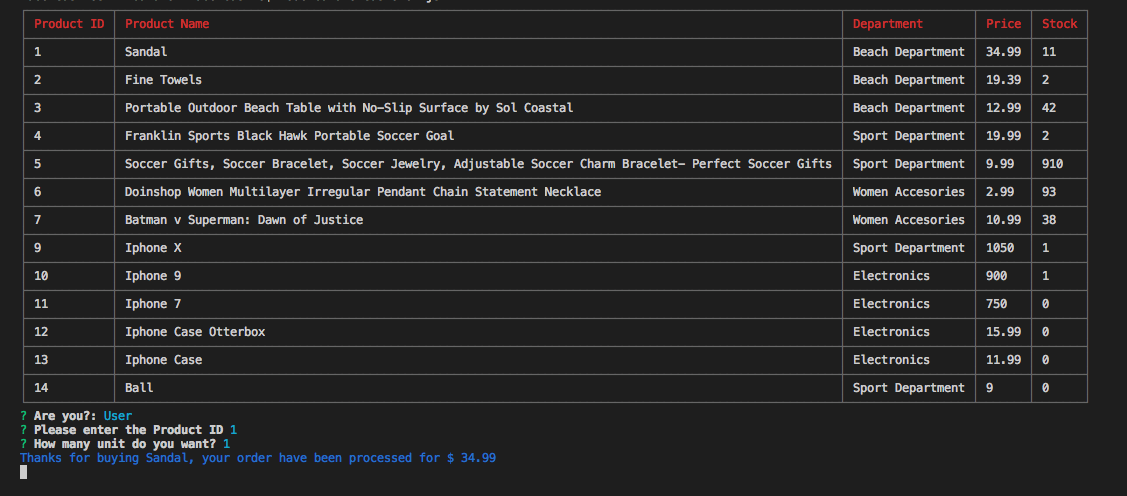 Product ID Product Name Department Price Stock
1 Sandal Beach Department 34.99 11
2 Fine Towels Beach Department 19.39 2
3 Portable Outdoor Beach Table with No-Slip Surface by Sol Coastal Beach Department 12.99 42
4 Franklin Sports Black Hawk Portable Soccer Goal Sport Department 19.99 2
5 Soccer Gifts, Soccer Bracelet, Soccer Jewelry, Adjustable Soccer Charm Bracelet- Perfect Soccer Gifts Sport Department 9.99 910
6 Doinshop Women Multilayer Irregular Pendant Chain Statement Necklace Women Accesories 2.99 93
7 Batman v Superman: Dawn of Justice Women Accesories 10.99 38
9 Iphone X Sport Department 1050 1
10 Iphone 9 Electronics 900 1
11 Iphone 7 Electronics 750 0
12 Iphone Case Otterbox Electronics 15.99 0
13 Iphone Case Electronics 11.99 0
14 Ball Sport Department 9 0
? Are you?: User
? Please enter the Product ID 1
? How many unit do you want? 1
Thanks for buying Sandal, your order have been processed for $ 34.99